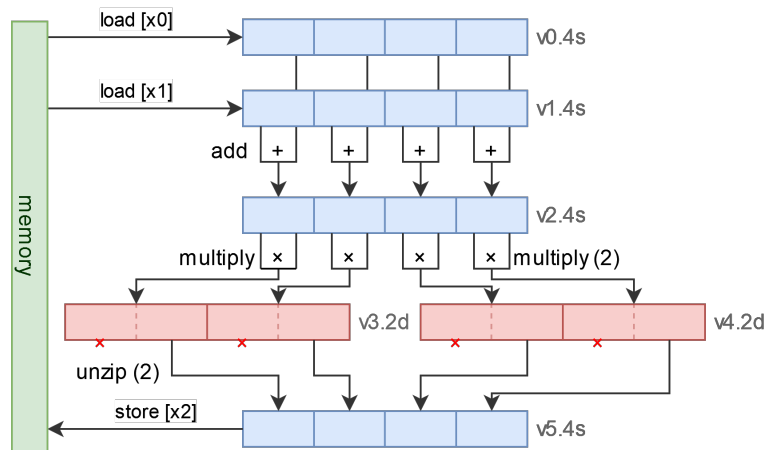 load [x0]
v0.4s
load [x1]
v1.4s
add
+
+
+
+
memory
v2.4s
multiply
×
×
×
×
multiply (2)
v3.2d
v4.2d
×
×
×
×
unzip (2)
store [x2]
v5.4s